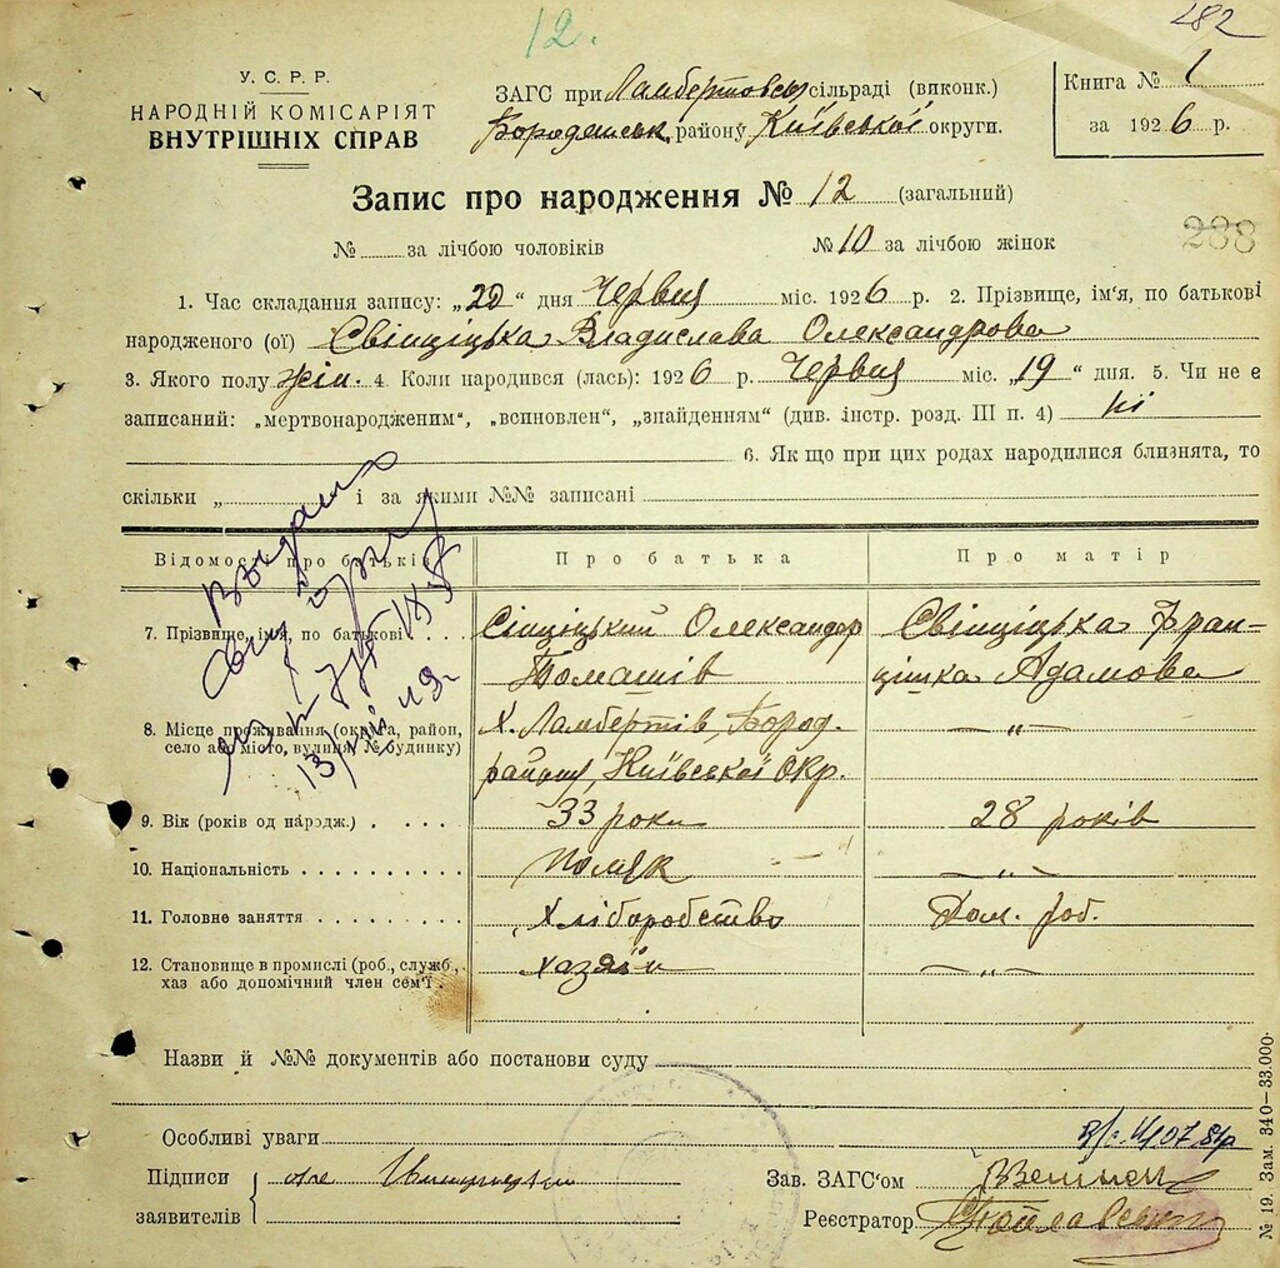 12.
282
У. С. Р. Р.
НАРОДНІЙ КОМІСАРІЯТ
ВНУТРІШНІХ СПРАВ
ЗАГС при Ламбертовськ сільраді (виконк.)
Бородянськ. району Київської округи.
Книга № 1
за 1926 р.
Запис про народження № 12 (загальний)
№ за лічбою чоловіків № 10 за лічбою жінок
288
1. Час складання запису: „20“ дня Червця міс. 1926 р. 2. Прізвище, ім‘я, по батькові
народженого (ої) Свінціцька Владислава Олександрова
3. Якого полу жін. 4. Коли народився (лась): 1926 р. Червця міс. „19“ дня. 5. Чи не є
записаний: „мертвонародженим“, „всиновлен“, „знайденням“ (див. інстр. розд. III п. 4) ні
6. Як що при цих родах народилися близнята, то
скільки „ і за якими №№ записані
Відомості про батьків Про батька Про матір
7. Прізвище, ім‘я, по батькові . . . Сінціцький Олександор Свінціцька Фран-
Томашів цішка Адамова
8. Місце проживання (округа, район, Х. Ламбертів, Бород. — „ —
село або місто, вулиця, № будинку) району, Київської Окр.
9. Вік (років од народж.) . . . . 33 роки 28 років
10. Національність . . . . . . . . . . Поляк — „ —
11. Головне заняття . . . . . . . . . Хліборобство Дом. роб.
12. Становище в промислі (роб., служб., хазяїн — „ —
хаз або допомічний член сем‘ї .
Назви й №№ документів або постанови суду
Особливі уваги
Підписи
заявителів
Зав. ЗАГС‘ом
Реєстратор
№ 19. Зам. 340—33.000.